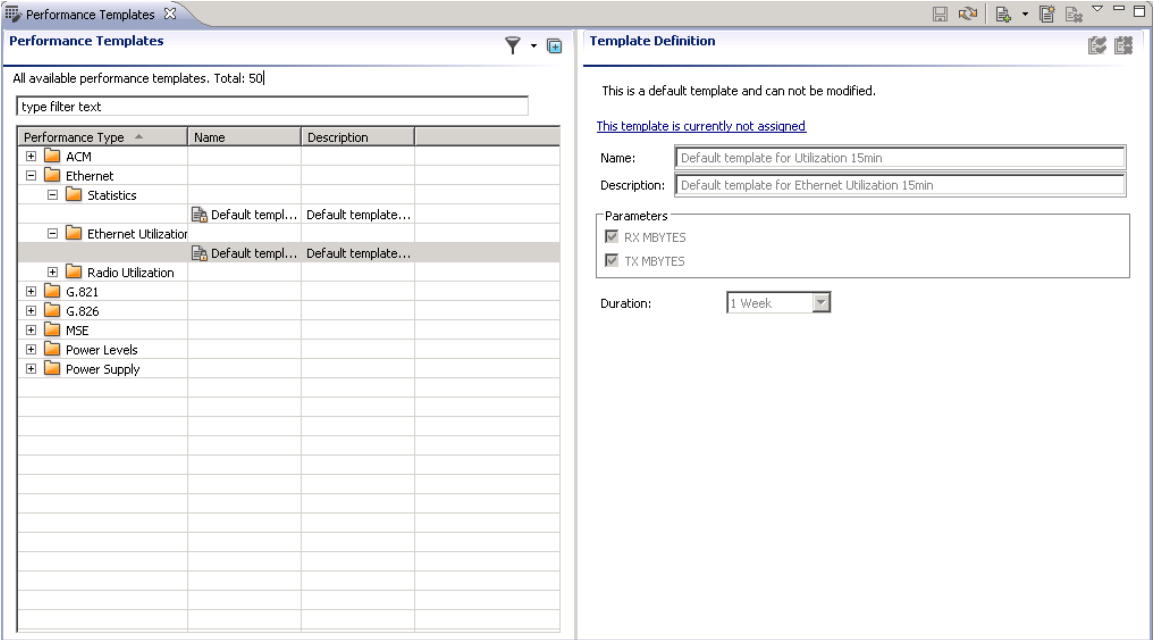 Performance Templates
Performance Templates
All available performance templates. Total: 50
type filter text
Performance Type Name Description
ACM
Ethernet
Statistics
Default templ... Default template...
Ethernet Utilization
Default templ... Default template...
Radio Utilization
G.821
G.826
MSE
Power Levels
Power Supply
Template Definition
This is a default template and can not be modified.
This template is currently not assigned
Name: Default template for Utilization 15min
Description: Default template for Ethernet Utilization 15min
Parameters
RX MBYTES
TX MBYTES
Duration: 1 Week